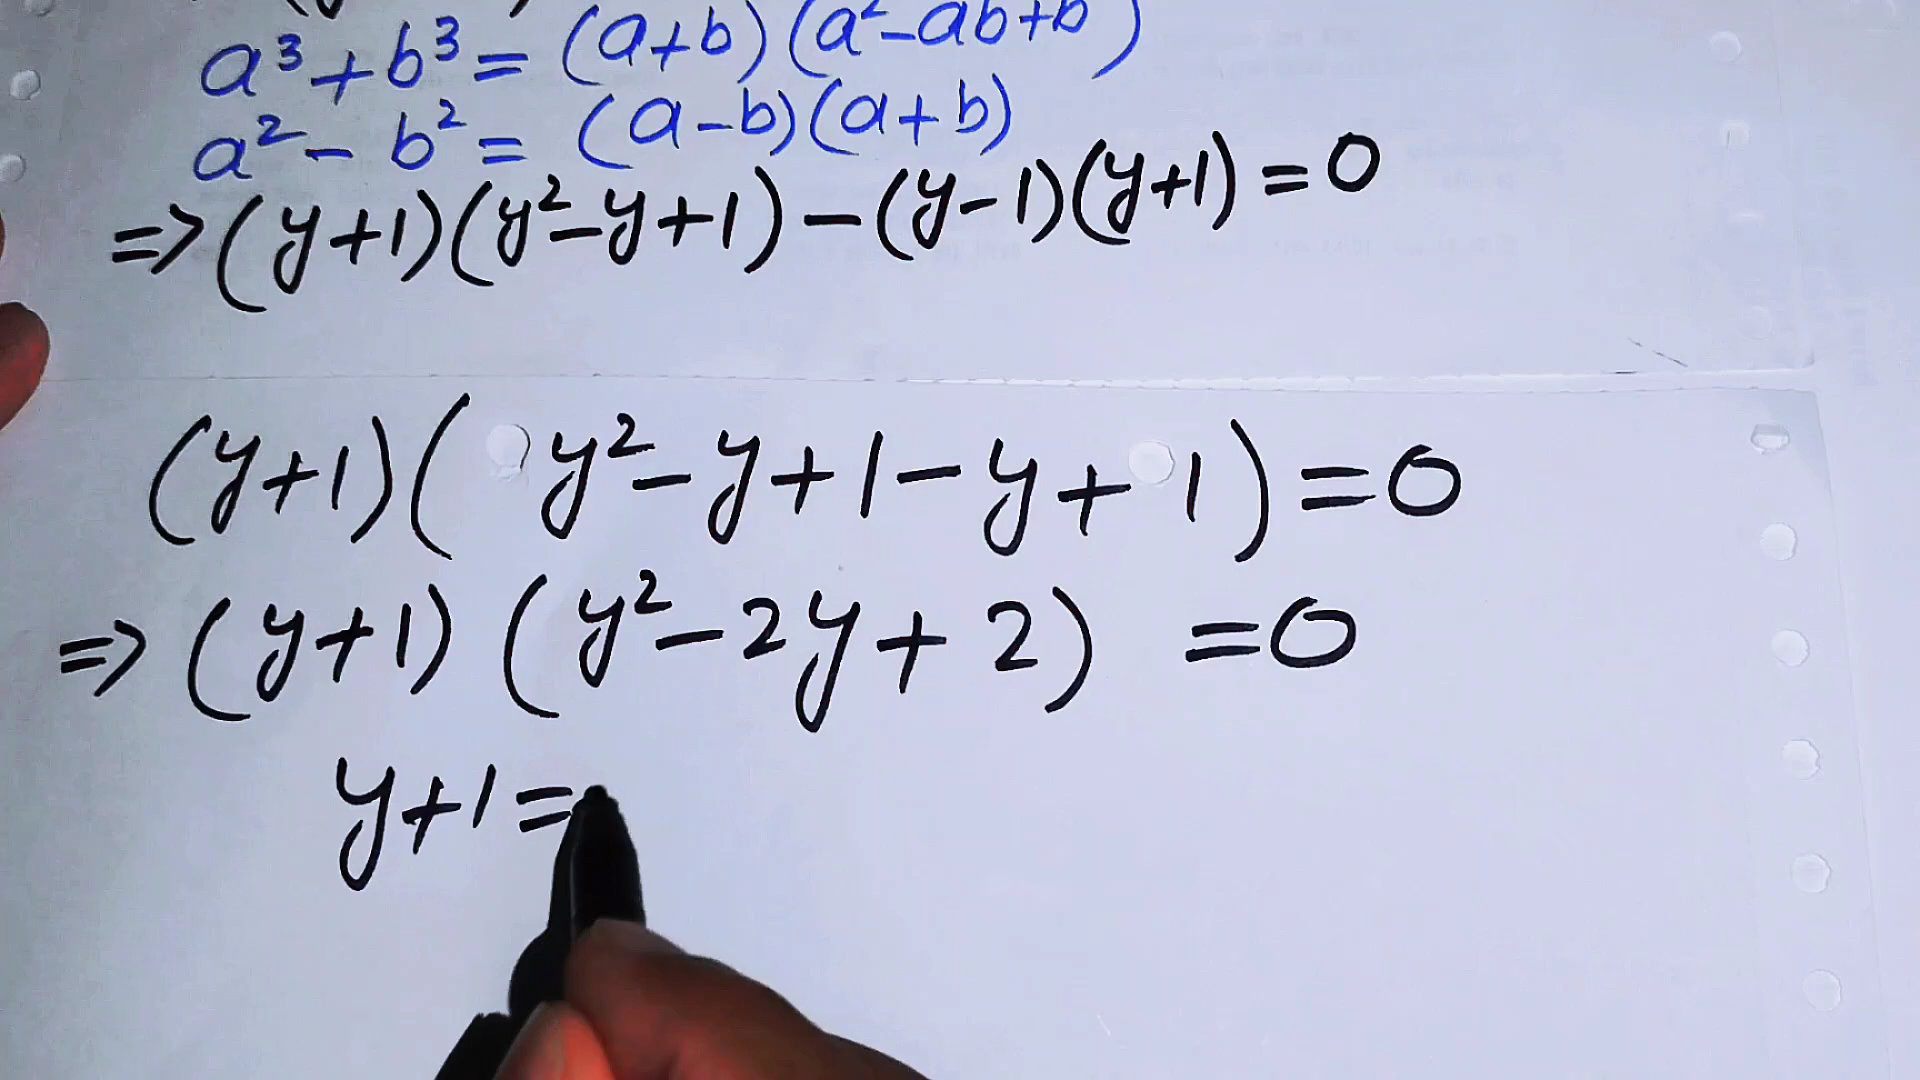 a³+b³=(a+b)(a²-ab+b
a²-b²=(a-b)(a+b)
=>(y+1)(y²-y+1)-(y-1)(y+1)=0
(y+1)(y²-y+1-y+1)=0
=>(y+1)(y²-2y+2)=0
y+1=